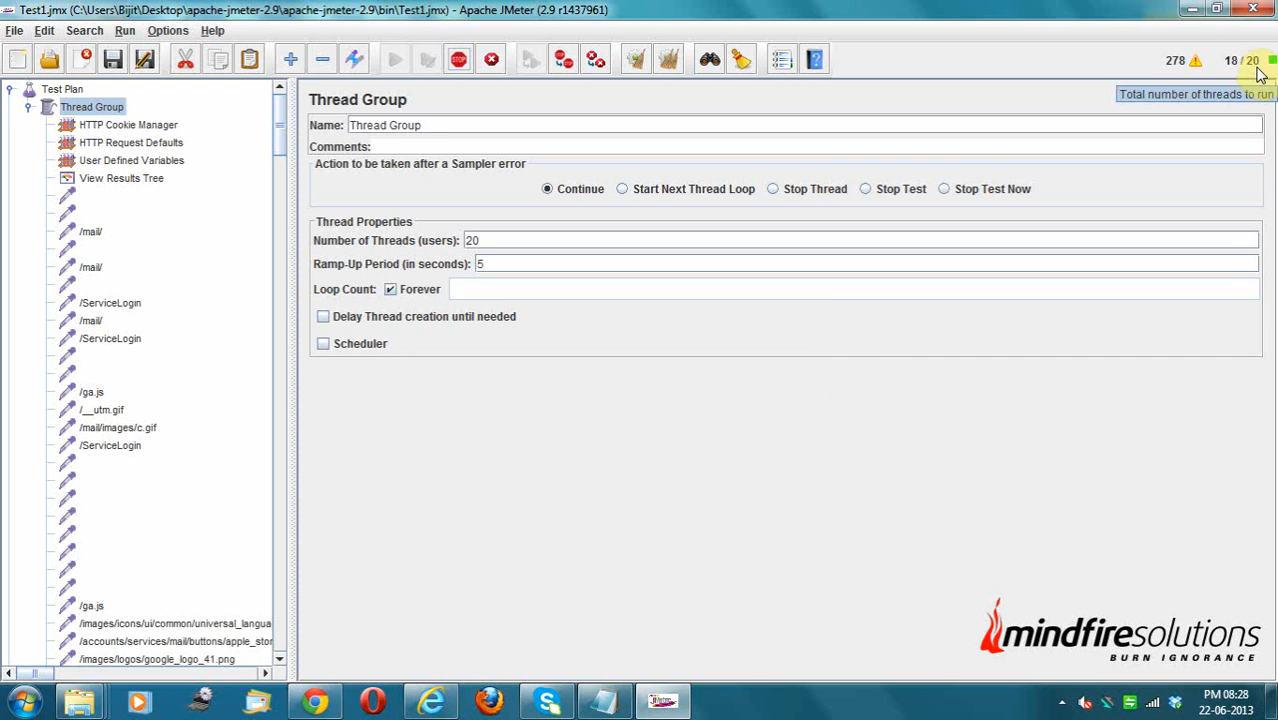 Test1.jmx (C:\Users\Bijit\Desktop\apache-jmeter-2.9\apache-jmeter-2.9\bin\Test1.jmx) - Apache JMeter (2.9 r1437961)
File Edit Search Run Options Help
278 18 / 20
Total number of threads to run
Test Plan
Thread Group
HTTP Cookie Manager
HTTP Request Defaults
User Defined Variables
View Results Tree
/mail/
/mail/
/ServiceLogin
/mail/
/ServiceLogin
/ga.js
/__utm.gif
/mail/images/c.gif
/ServiceLogin
/ga.js
/images/icons/ui/common/universal_langua
/accounts/services/mail/buttons/apple_stor
/images/logos/google_logo_41.png
Thread Group
Name: Thread Group
Comments:
Action to be taken after a Sampler error
Continue Start Next Thread Loop Stop Thread Stop Test Stop Test Now
Thread Properties
Number of Threads (users): 20
Ramp-Up Period (in seconds): 5
Loop Count: Forever
Delay Thread creation until needed
Scheduler
mindfiresolutions
BURN IGNORANCE
PM 08:28
22-06-2013